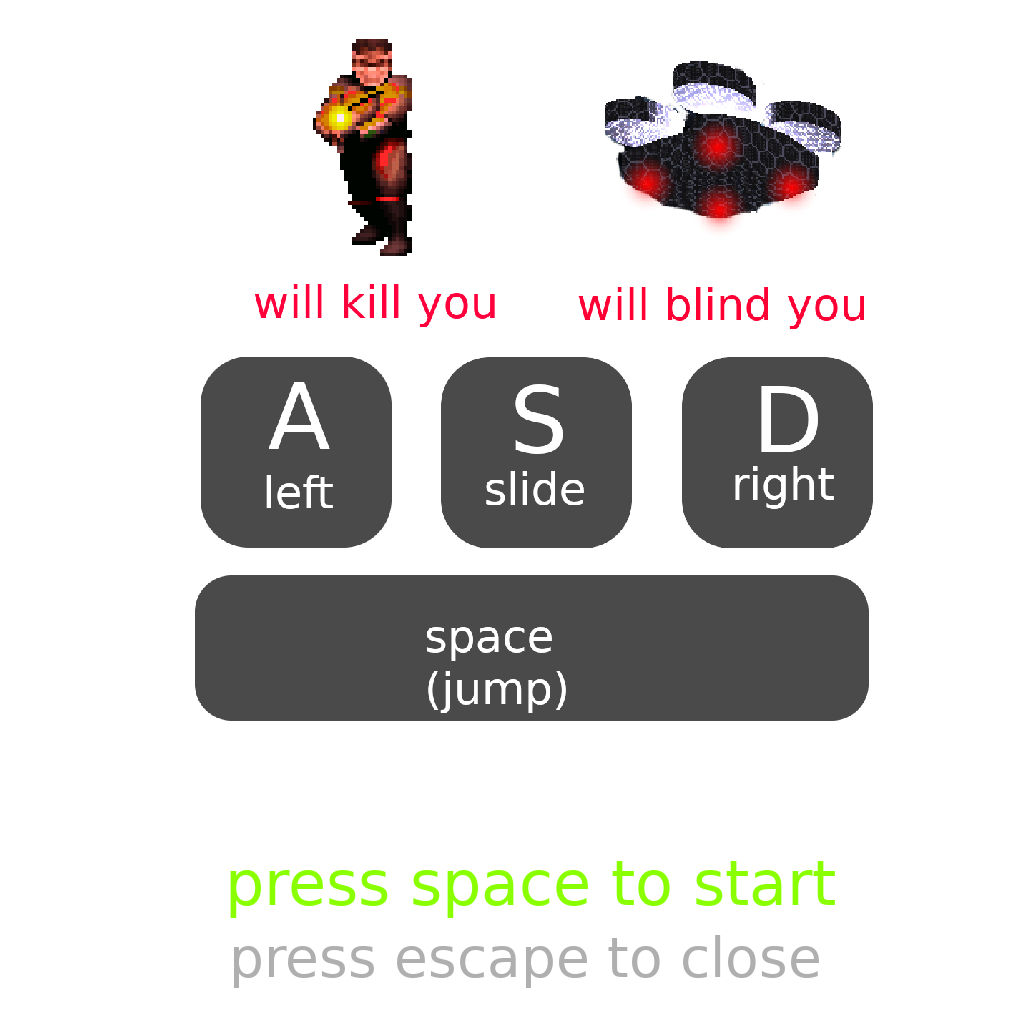 will kill you
will blind you
A
left
S
slide
D
right
space
(jump)
press space to start
press escape to close